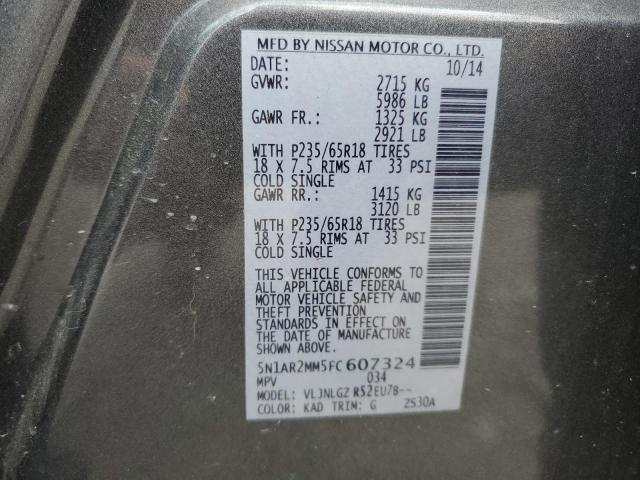 MFD BY NISSAN MOTOR CO., LTD.
DATE: 10/14
GVWR: 2715 KG
5986 LB
GAWR FR.: 1325 KG
2921 LB
WITH P235/65R18 TIRES
18 X 7.5 RIMS AT 33 PSI
COLD SINGLE
GAWR RR.: 1415 KG
3120 LB
WITH P235/65R18 TIRES
18 X 7.5 RIMS AT 33 PSI
COLD SINGLE
THIS VEHICLE CONFORMS TO
ALL APPLICABLE FEDERAL
MOTOR VEHICLE SAFETY AND
THEFT PREVENTION
STANDARDS IN EFFECT ON
THE DATE OF MANUFACTURE
SHOWN ABOVE.
5N1AR2MM5FC607324
MPV 034
MODEL: VLJNLGZ R52EU78--
COLOR: KAD TRIM: G 2S30A